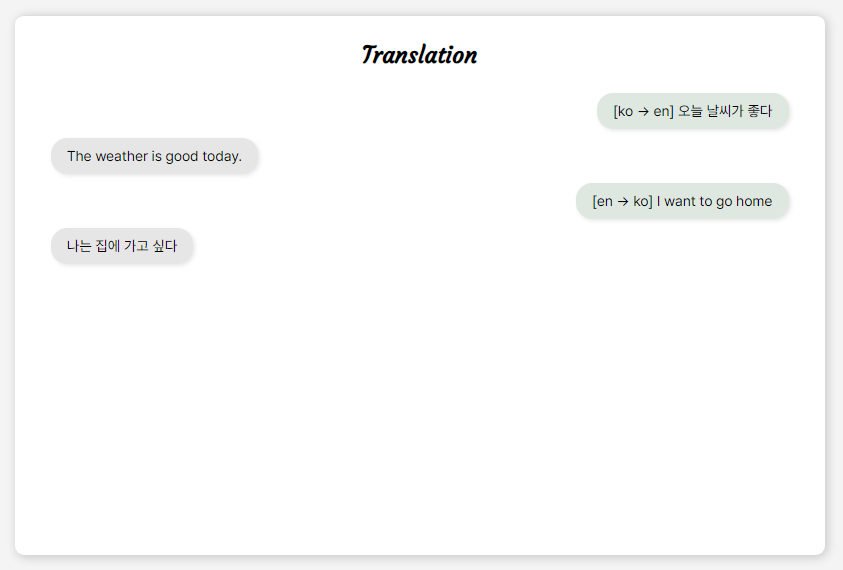 Translation
[ko → en] 오늘 날씨가 좋다
The weather is good today.
[en → ko] I want to go home
나는 집에 가고 싶다